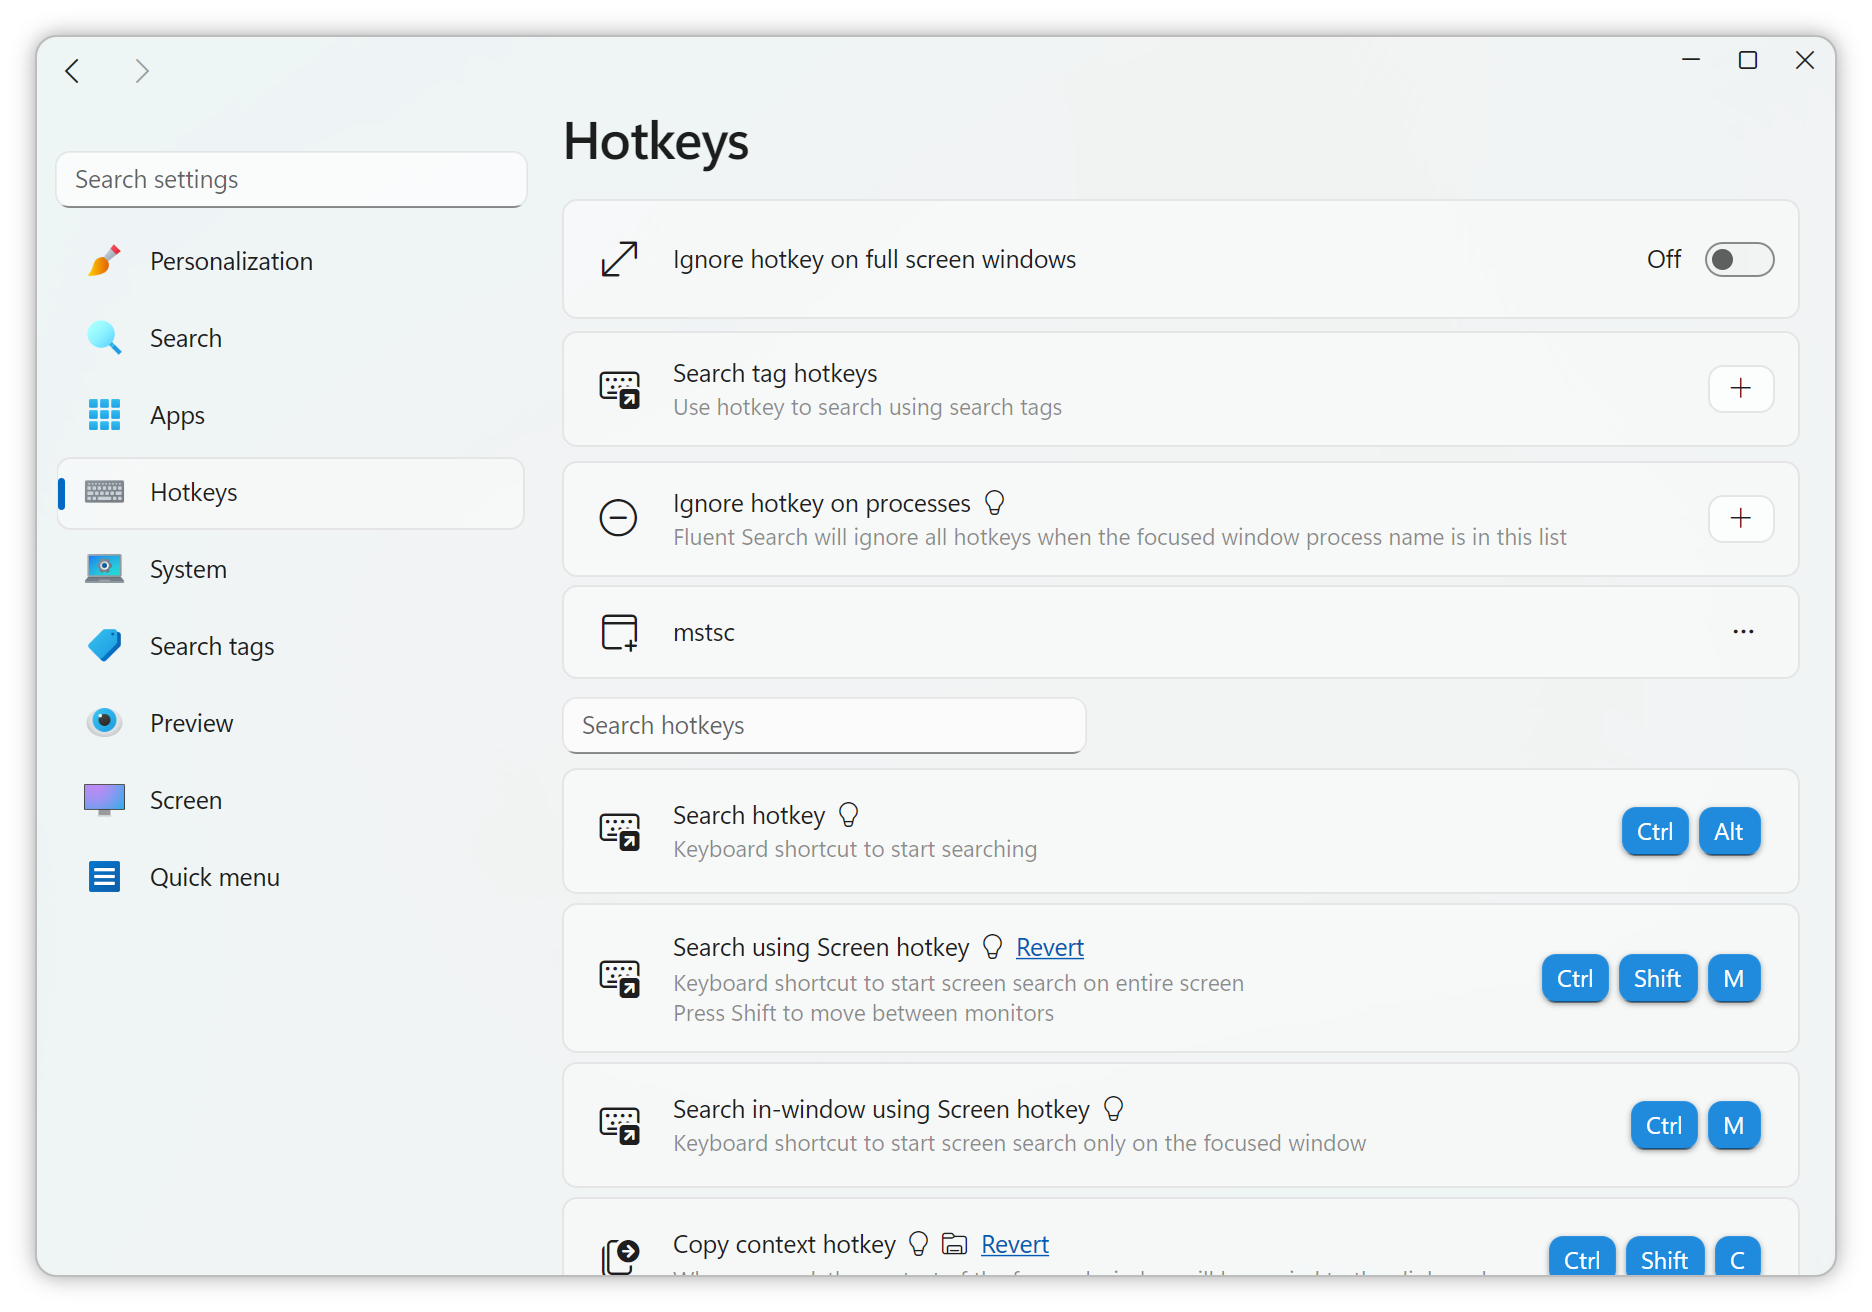 Hotkeys
Search settings
Personalization
Search
Apps
Hotkeys
System
Search tags
Preview
Screen
Quick menu
Ignore hotkey on full screen windows
Off
Search tag hotkeys
Use hotkey to search using search tags
Ignore hotkey on processes
Fluent Search will ignore all hotkeys when the focused window process name is in this list
mstsc
Search hotkeys
Search hotkey
Keyboard shortcut to start searching
Ctrl Alt
Search using Screen hotkey Revert
Keyboard shortcut to start screen search on entire screen
Press Shift to move between monitors
Ctrl Shift M
Search in-window using Screen hotkey
Keyboard shortcut to start screen search only on the focused window
Ctrl M
Copy context hotkey Revert
Ctrl Shift C